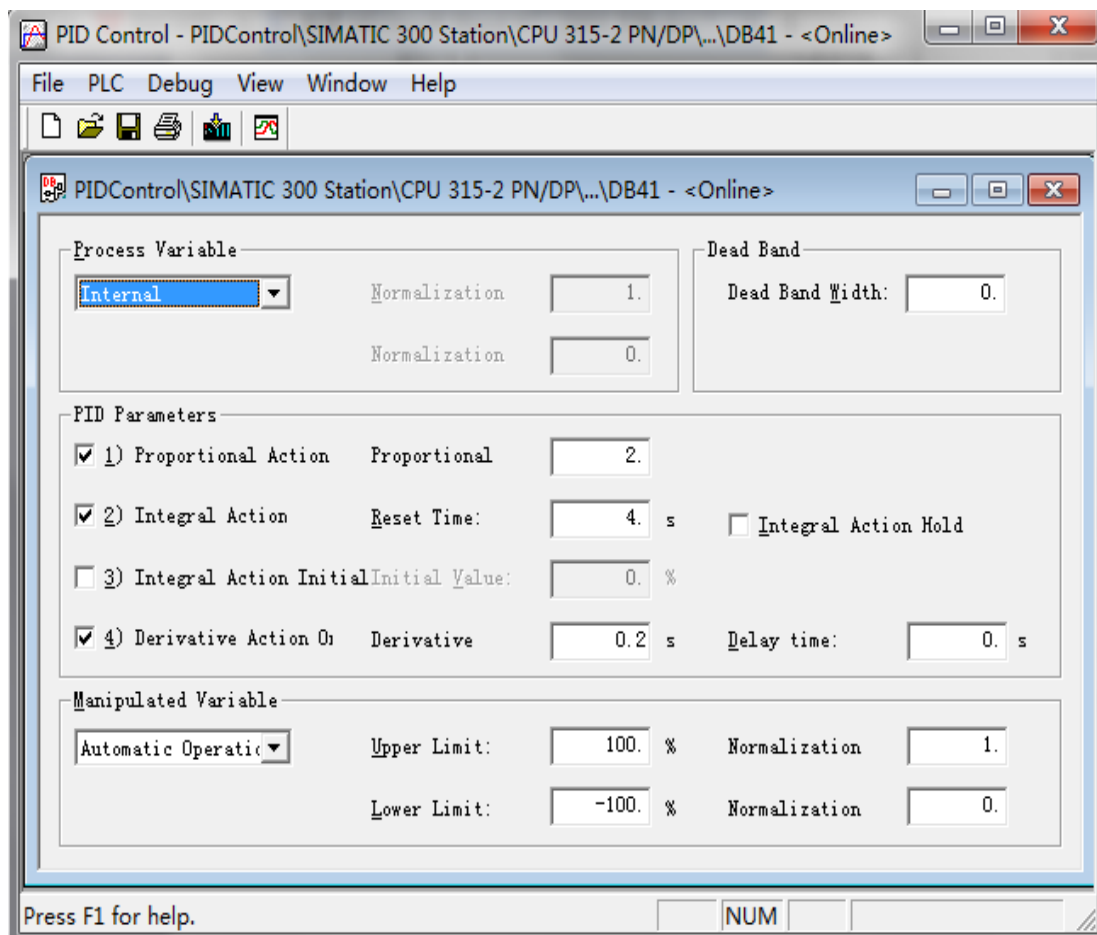 PID Control - PIDControl\SIMATIC 300 Station\CPU 315-2 PN/DP\...\DB41 - <Online>
File PLC Debug View Window Help
PIDControl\SIMATIC 300 Station\CPU 315-2 PN/DP\...\DB41 - <Online>
Process Variable Dead Band
Internal Normalization 1. Dead Band Width: 0.
Normalization 0.
PID Parameters
1) Proportional Action Proportional 2.
2) Integral Action Reset Time: 4. s Integral Action Hold
3) Integral Action Initial Initial Value: 0. %
4) Derivative Action Derivative 0.2 s Delay time: 0. s
Manipulated Variable
Automatic Upper Limit: 100. % Normalization 1.
Lower Limit: -100. % Normalization 0.
Press F1 for help. NUM